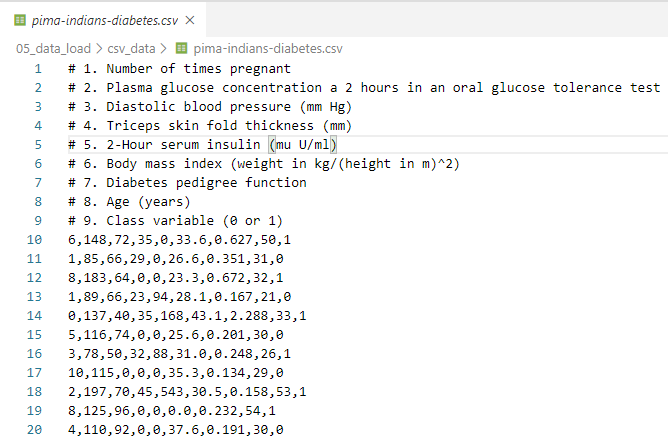 pima-indians-diabetes.csv ×
05_data_load > csv_data > pima-indians-diabetes.csv
1 # 1. Number of times pregnant
2 # 2. Plasma glucose concentration a 2 hours in an oral glucose tolerance test
3 # 3. Diastolic blood pressure (mm Hg)
4 # 4. Triceps skin fold thickness (mm)
5 # 5. 2-Hour serum insulin (mu U/ml)
6 # 6. Body mass index (weight in kg/(height in m)^2)
7 # 7. Diabetes pedigree function
8 # 8. Age (years)
9 # 9. Class variable (0 or 1)
10 6,148,72,35,0,33.6,0.627,50,1
11 1,85,66,29,0,26.6,0.351,31,0
12 8,183,64,0,0,23.3,0.672,32,1
13 1,89,66,23,94,28.1,0.167,21,0
14 0,137,40,35,168,43.1,2.288,33,1
15 5,116,74,0,0,25.6,0.201,30,0
16 3,78,50,32,88,31.0,0.248,26,1
17 10,115,0,0,0,35.3,0.134,29,0
18 2,197,70,45,543,30.5,0.158,53,1
19 8,125,96,0,0,0.0,0.232,54,1
20 4,110,92,0,0,37.6,0.191,30,0